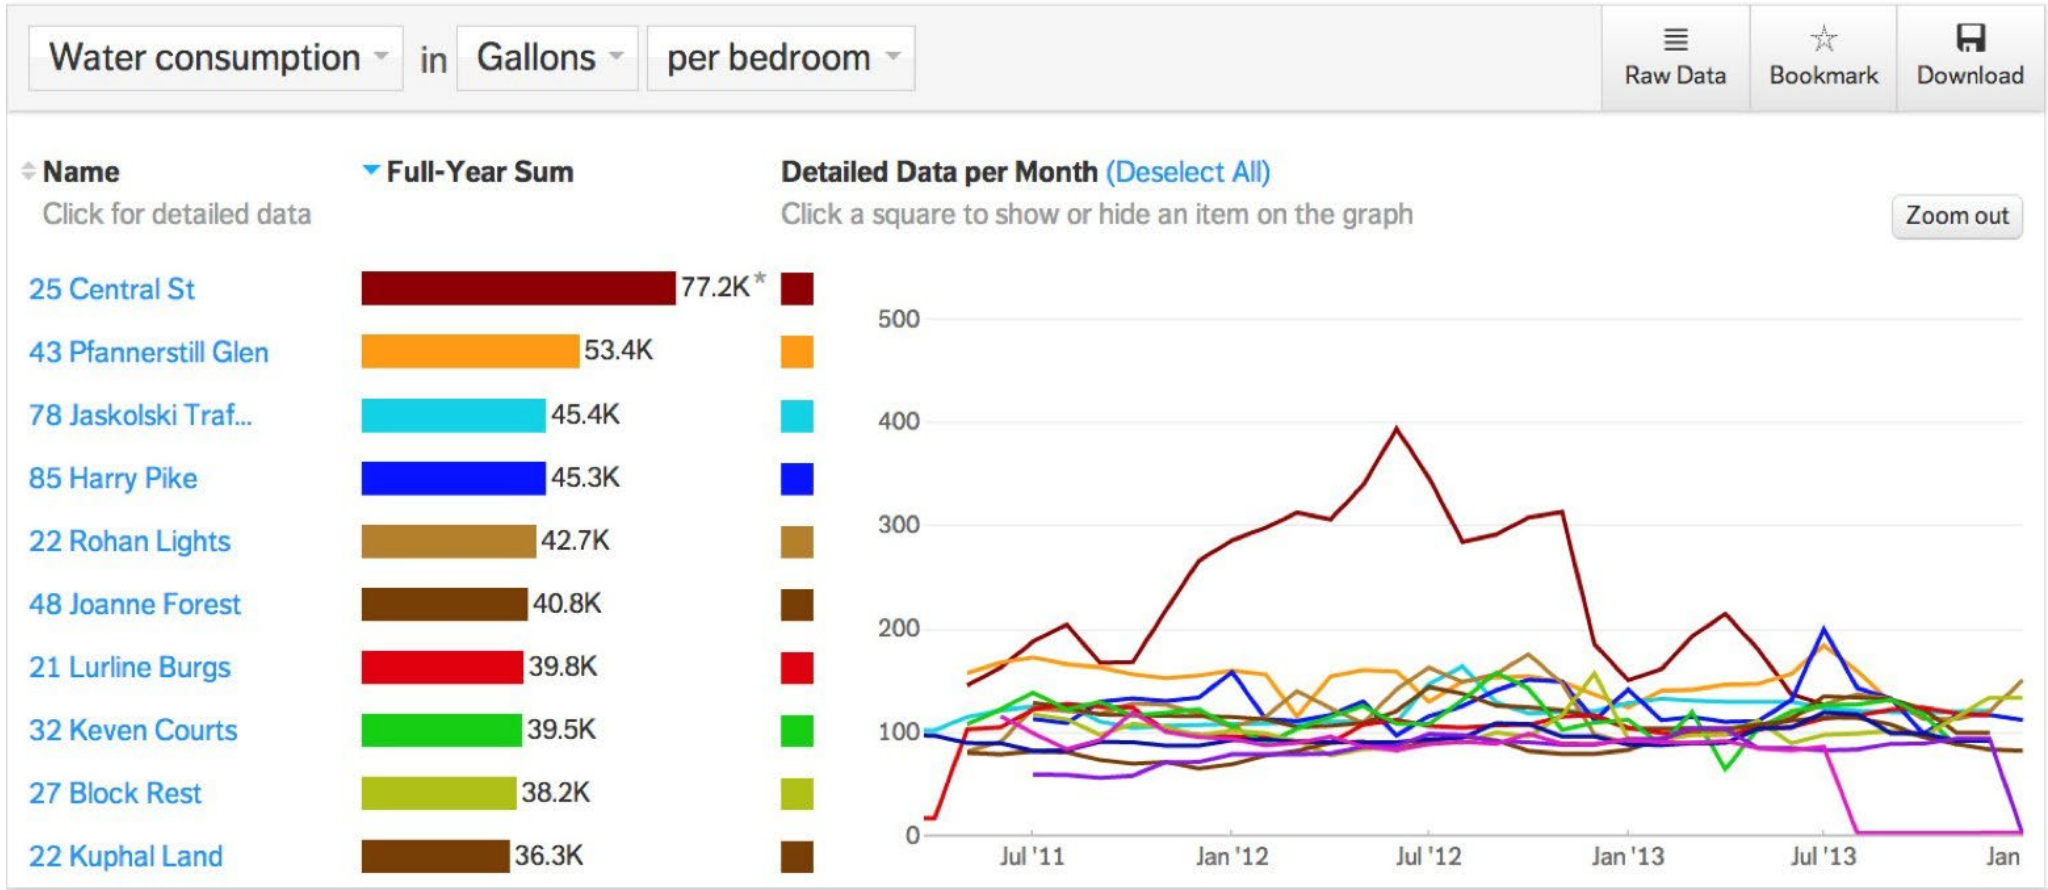 Water consumption in Gallons per bedroom
Raw Data
Bookmark
Download
Name
Click for detailed data
Full-Year Sum
Detailed Data per Month (Deselect All)
Click a square to show or hide an item on the graph
Zoom out
25 Central St 77.2K*
43 Pfannerstill Glen 53.4K
78 Jaskolski Traf... 45.4K
85 Harry Pike 45.3K
22 Rohan Lights 42.7K
48 Joanne Forest 40.8K
21 Lurline Burgs 39.8K
32 Keven Courts 39.5K
27 Block Rest 38.2K
22 Kuphal Land 36.3K
500
400
300
200
100
0
Jul '11 Jan '12 Jul '12 Jan '13 Jul '13 Jan